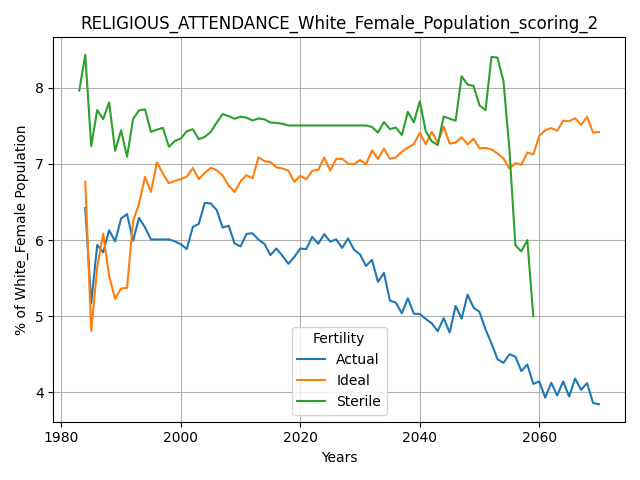 RELIGIOUS_ATTENDANCE_White_Female_Population_scoring_2
% of White_Female Population
8
7
6
5
4
Fertility
Actual
Ideal
Sterile
1980 2000 2020 2040 2060
Years